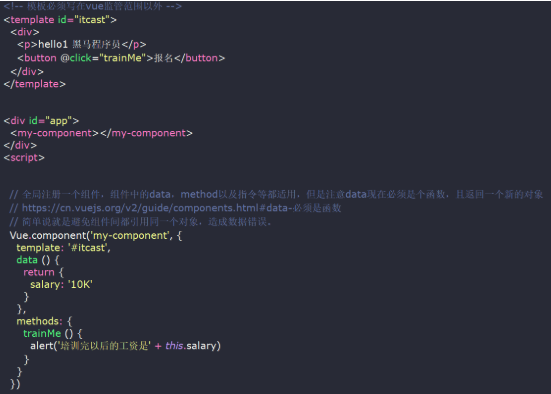 <!-- 模板必须写在vue监管范围以外 -->
<template id="itcast">
<div>
<p>hello1 黑马程序员</p>
<button @click="trainMe">报名</button>
</div>
</template>
<div id="app">
<my-component></my-component>
</div>
<script>
// 全局注册一个组件，组件中的data，method以及指令等都适用，但是注意data现在必须是个函数，且返回一个新的对象
// https://cn.vuejs.org/v2/guide/components.html#data-必须是函数
// 简单说就是避免组件间都引用同一个对象，造成数据错误。
Vue.component('my-component', {
template: '#itcast',
data () {
return {
salary: '10K'
}
},
methods: {
trainMe () {
alert('培训完以后的工资是' + this.salary)
}
}
})